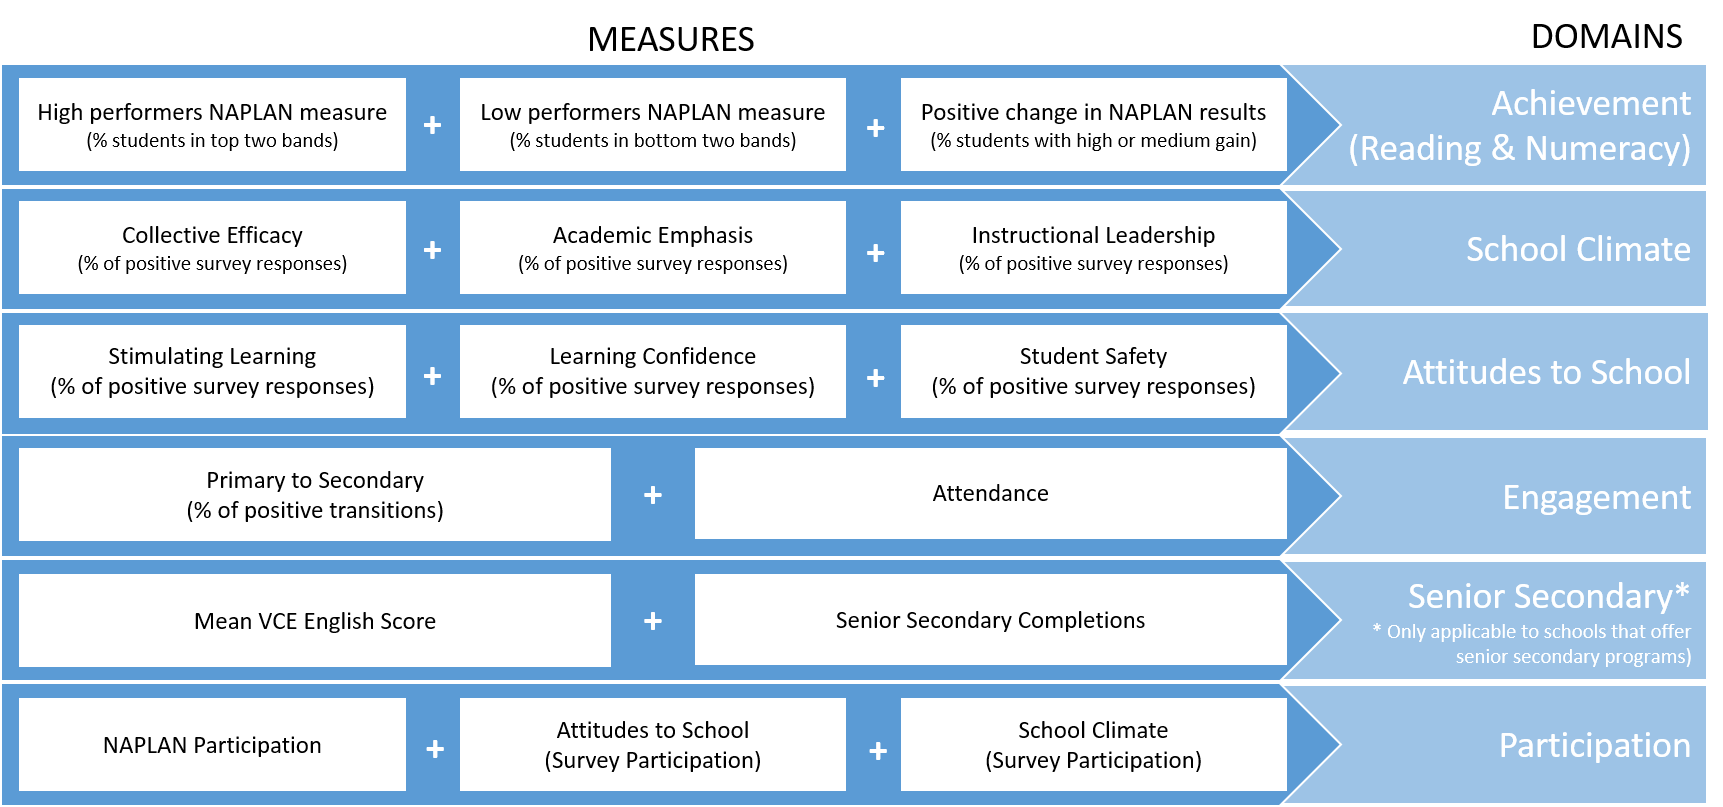 MEASURES
DOMAINS
High performers NAPLAN measure
(% students in top two bands)
+
Low performers NAPLAN measure
(% students in bottom two bands)
+
Positive change in NAPLAN results
(% students with high or medium gain)
Achievement
(Reading & Numeracy)
Collective Efficacy
(% of positive survey responses)
+
Academic Emphasis
(% of positive survey responses)
+
Instructional Leadership
(% of positive survey responses)
School Climate
Stimulating Learning
(% of positive survey responses)
+
Learning Confidence
(% of positive survey responses)
+
Student Safety
(% of positive survey responses)
Attitudes to School
Primary to Secondary
(% of positive transitions)
+
Attendance
Engagement
Mean VCE English Score
+
Senior Secondary Completions
Senior Secondary*
* Only applicable to schools that offer
senior secondary programs)
NAPLAN Participation
+
Attitudes to School
(Survey Participation)
+
School Climate
(Survey Participation)
Participation